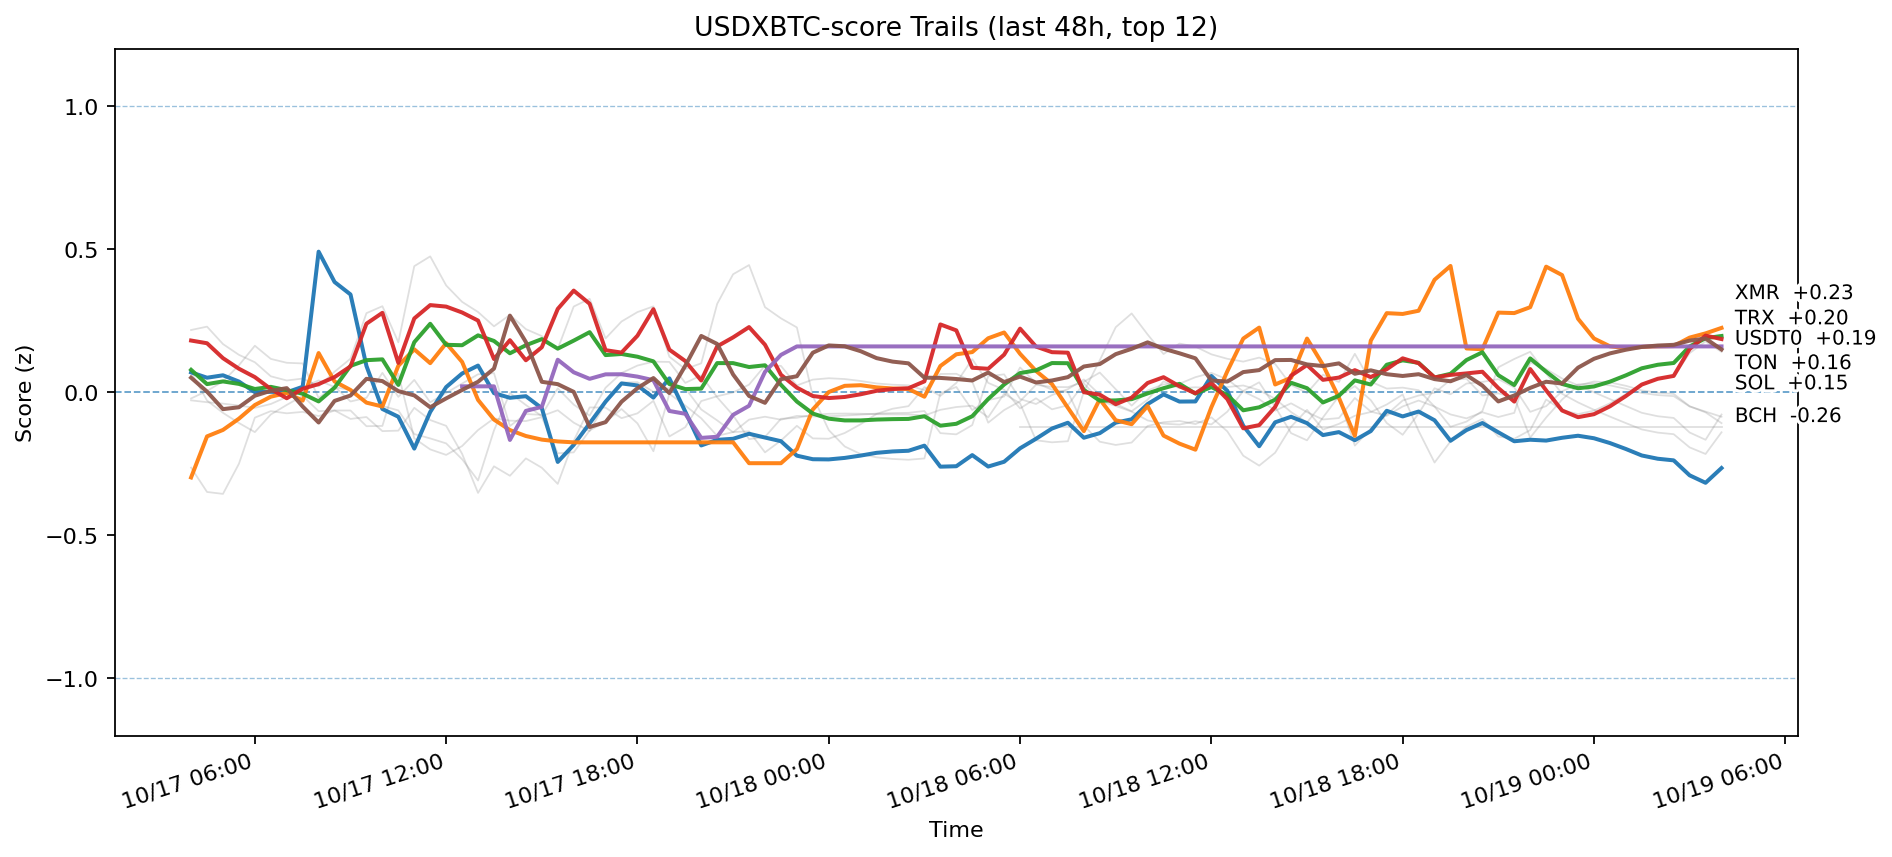 USDXBTC-score Trails (last 48h, top 12)
Score (z)
1.0
0.5
0.0
−0.5
−1.0
XMR +0.23
TRX +0.20
USDT0 +0.19
TON +0.16
SOL +0.15
BCH -0.26
10/17 06:00
10/17 12:00
10/17 18:00
10/18 00:00
10/18 06:00
10/18 12:00
10/18 18:00
10/19 00:00
10/19 06:00
Time